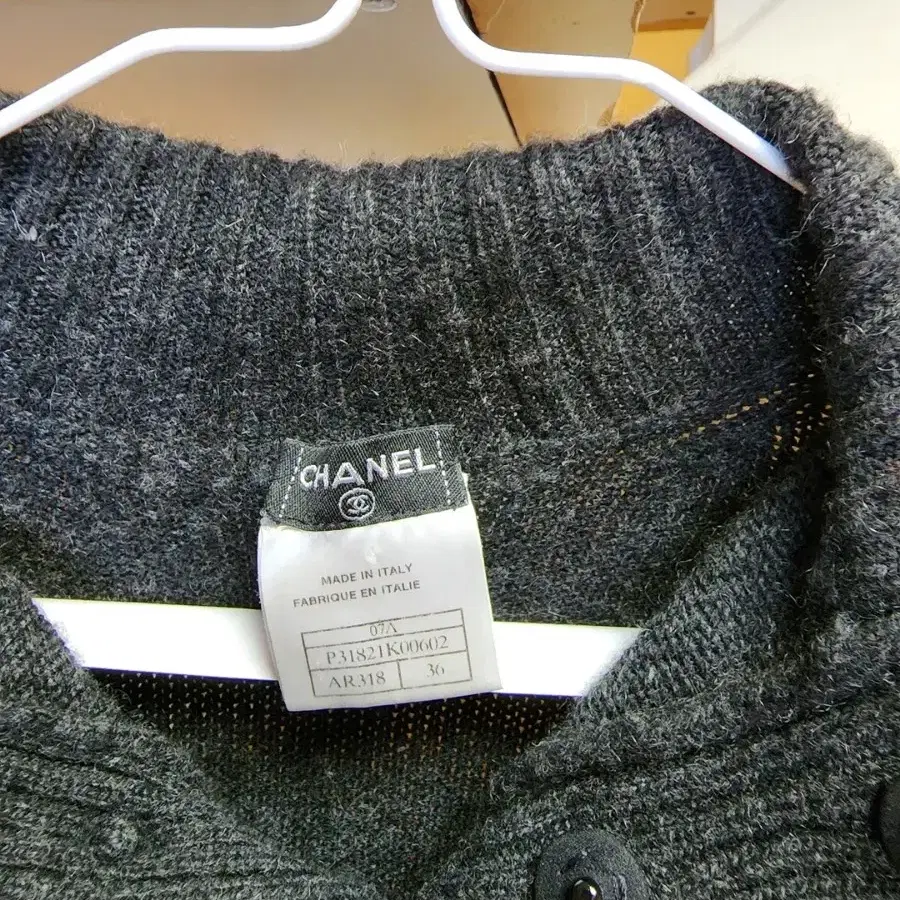 CHANEL
MADE IN ITALY
FABRIQUE EN ITALIE
07A
P31821K00602
AR318 36